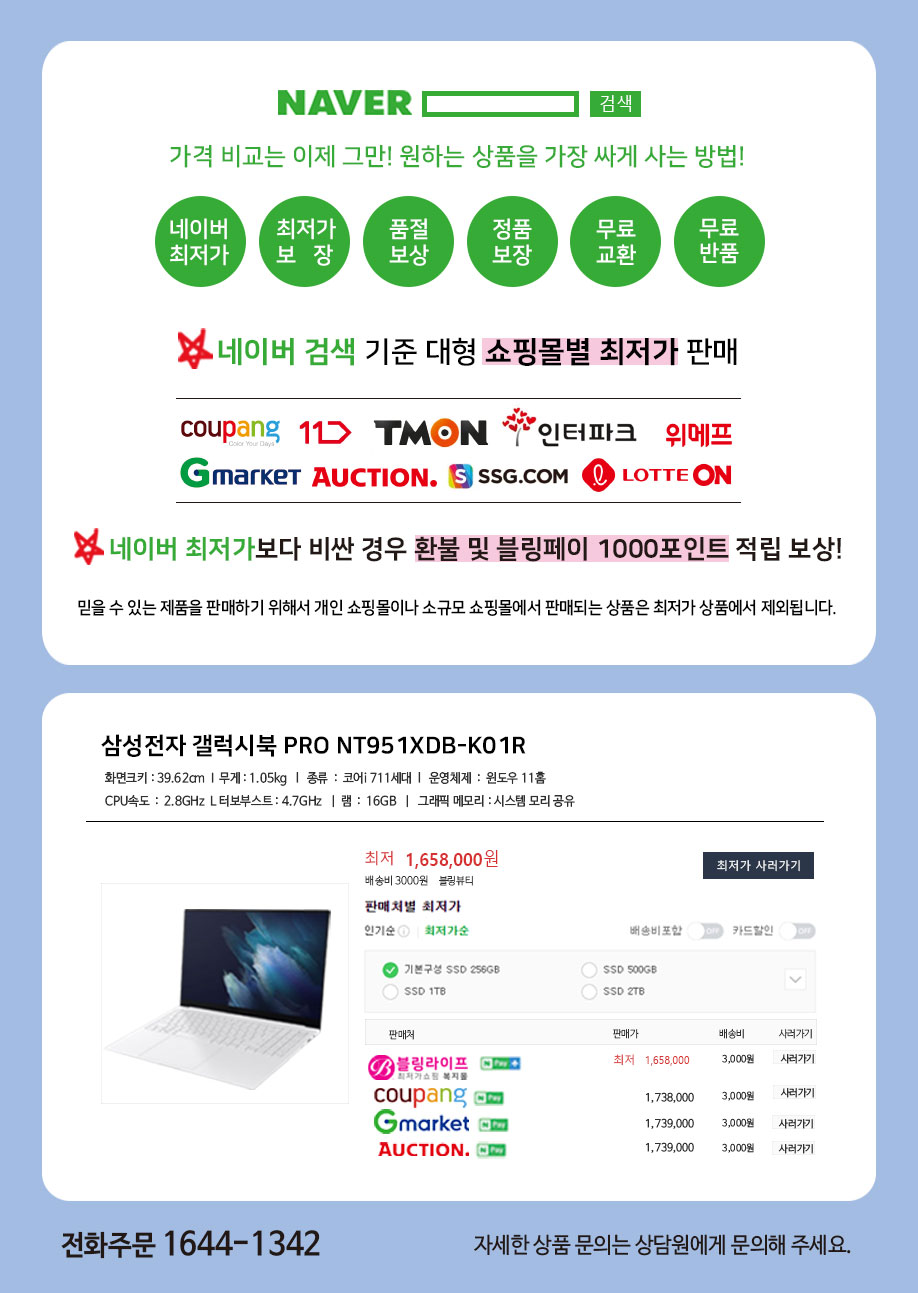 NAVER 검색
가격 비교는 이제 그만! 원하는 상품을 가장 싸게 사는 방법!
네이버 최저가
최저가 보 장
품절 보상
정품 보장
무료 교환
무료 반품
네이버 검색 기준 대형 쇼핑몰별 최저가 판매
coupang 11 TMON 인터파크 위메프
Color Your Days
Gmarket AUCTION. S SSG.COM LOTTE ON
네이버 최저가보다 비싼 경우 환불 및 블링페이 1000포인트 적립 보상!
믿을 수 있는 제품을 판매하기 위해서 개인 쇼핑몰이나 소규모 쇼핑몰에서 판매되는 상품은 최저가 상품에서 제외됩니다.
삼성전자 갤럭시북 PRO NT951XDB-K01R
화면크키 : 39.62cm l 무게 : 1.05kg l 종류 : 코어i 711세대 l 운영체제 : 윈도우 11홈
CPU속도 : 2.8GHz L 터보부스트 : 4.7GHz l 램 : 16GB l 그래픽 메모리 : 시스템 모리 공유
최저 1,658,000원 최저가 사러가기
배송비 3000원 블링뷰티
판매처별 최저가
인기순 최저가순 배송비포함 OFF 카드할인 OFF
기본구성 SSD 256GB SSD 500GB
SSD 1TB SSD 2TB
판매처 판매가 배송비 사러가기
B 블링라이프 N Pay + 최저 1,658,000 3,000원 사러가기
최저가쇼핑 복지몰
coupang N Pay 1,738,000 3,000원 사러가기
Gmarket N Pay 1,739,000 3,000원 사러가기
AUCTION. N Pay 1,739,000 3,000원 사러가기
전화주문 1644-1342 자세한 상품 문의는 상담원에게 문의해 주세요.